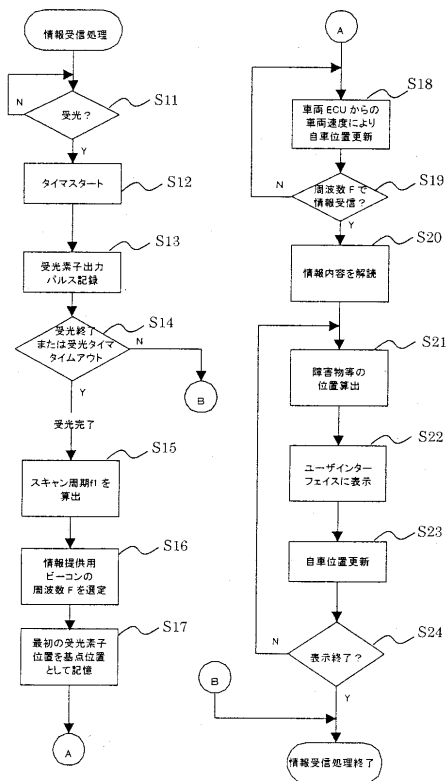 情報受信処理
受光?
N
S11
Y
タイマスタート
S12
S13
受光素子出力
パルス記録
S14
受光終了
または受光タイマ
タイムアウト
N
B
Y
受光完了
S15
スキャン周期f1を
算出
S16
情報提供用
ビーコンの
周波数Fを選定
S17
最初の受光素子
位置を基点位置
として記憶
A
A
S18
車両ECUからの
車両速度により
自車位置更新
S19
N
周波数Fで
情報受信?
Y
S20
情報内容を解読
S21
障害物等の
位置算出
S22
ユーザインター
フェイスに表示
S23
自車位置更新
N
S24
表示終了?
B
Y
情報受信処理終了